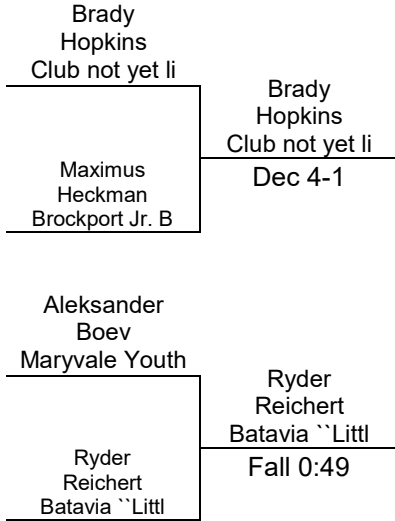 Brady
Hopkins
Club not yet li
Maximus
Heckman
Brockport Jr. B
Brady
Hopkins
Club not yet li
Dec 4-1
Aleksander
Boev
Maryvale Youth
Ryder
Reichert
Batavia ``Littl
Ryder
Reichert
Batavia ``Littl
Fall 0:49